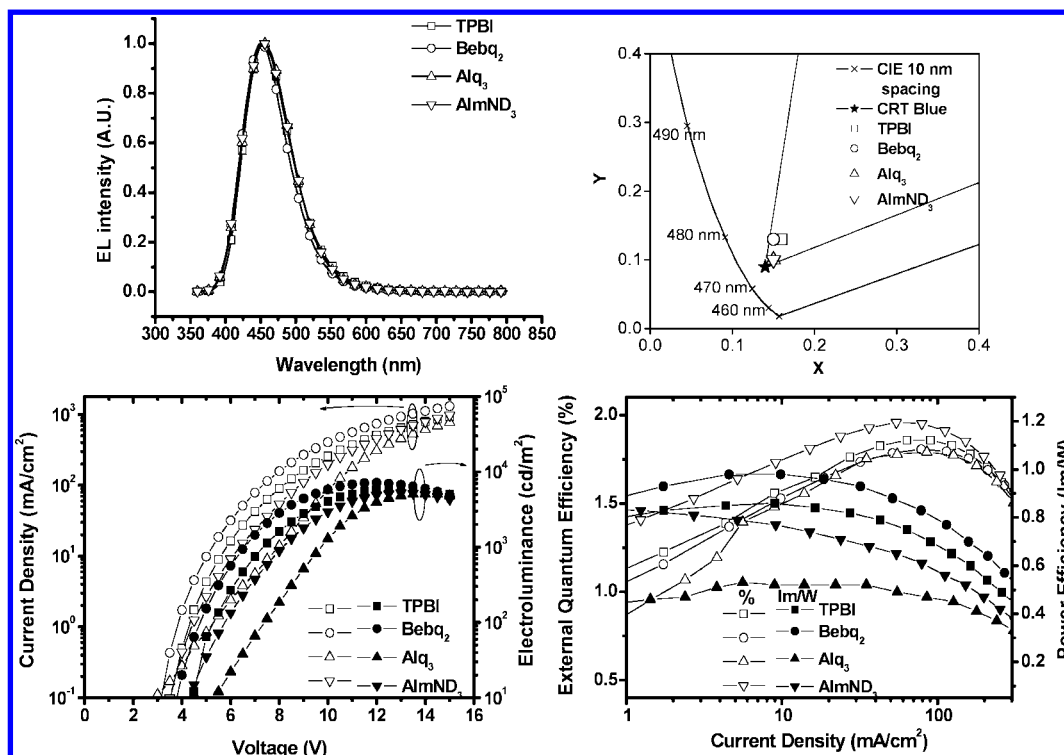 EL intensity (A.U.)
1.0
0.8
0.6
0.4
0.2
0.0
TPBI
Bebq2
Alq3
AlmND3
300 350 400 450 500 550 600 650 700 750 800 850
Wavelength (nm)
Y
0.4
0.3
0.2
0.1
0.0
CIE 10 nm
spacing
CRT Blue
TPBI
Bebq2
Alq3
AlmND3
490 nm
480 nm
470 nm
460 nm
0.0 0.1 0.2 0.3 0.4
X
Current Density (mA/cm2)
10^3
10^2
10^1
10^0
10^-1
TPBI
Bebq2
Alq3
AlmND3
10^5
10^4
10^3
10^2
10
Electroluminance (cd/m2)
0 2 4 6 8 10 12 14 16
Voltage (V)
External Quantum Efficiency (%)
2.0
1.5
1.0
0.5
% lm/W
TPBI
Bebq2
Alq3
AlmND3
1.2
1.0
0.8
0.6
0.4
0.2
Power Efficiency (lm/W)
1 10 100
Current Density (mA/cm2)